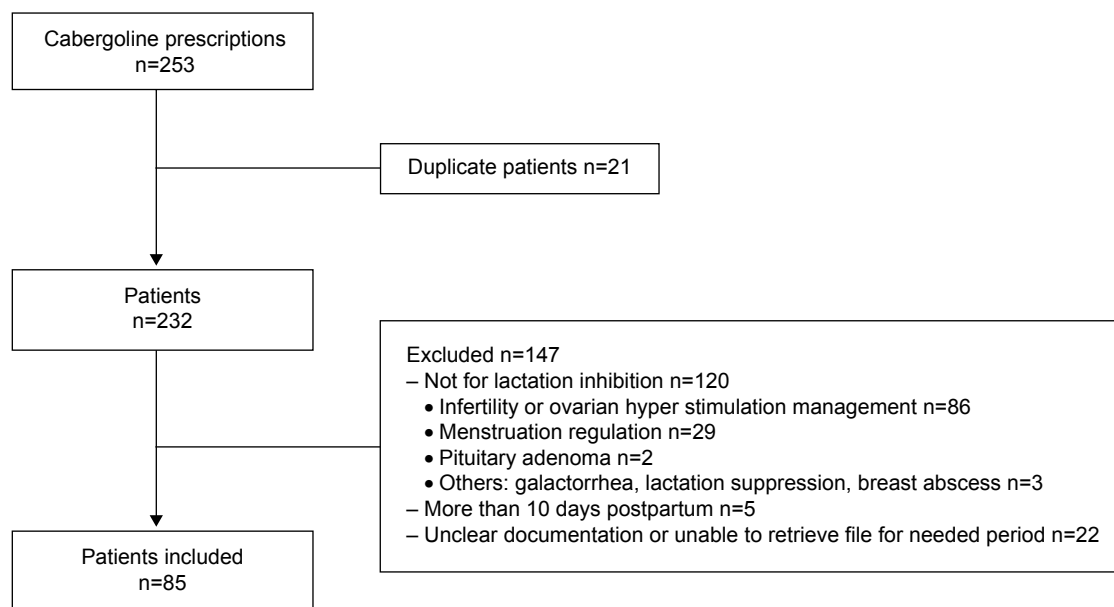 Cabergoline prescriptions
n=253
Duplicate patients n=21
Patients
n=232
Excluded n=147
– Not for lactation inhibition n=120
• Infertility or ovarian hyper stimulation management n=86
• Menstruation regulation n=29
• Pituitary adenoma n=2
• Others: galactorrhea, lactation suppression, breast abscess n=3
– More than 10 days postpartum n=5
– Unclear documentation or unable to retrieve file for needed period n=22
Patients included
n=85